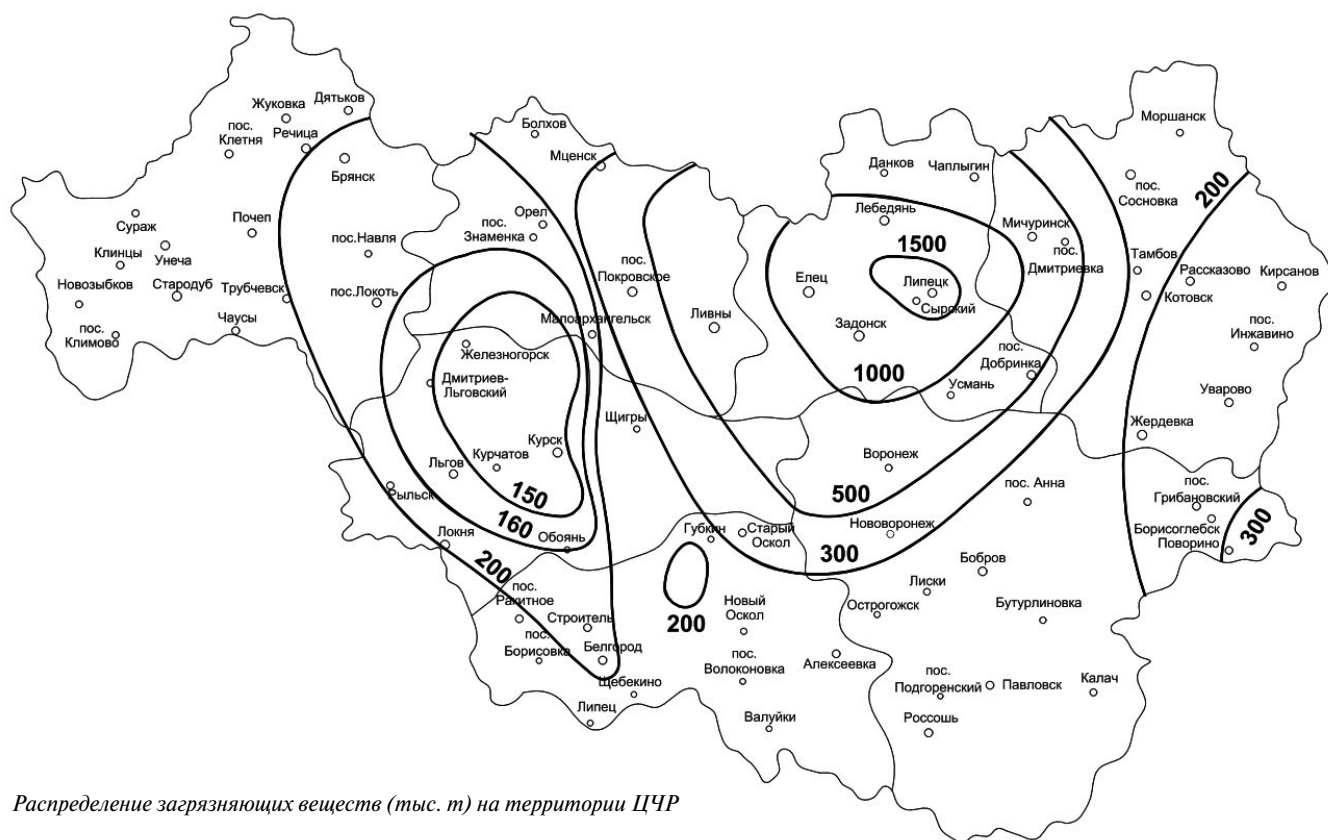 Жуковка
Дятьков
пос.
Клетня
Речица
Брянск
Сураж
Почеп
Клинцы
Унеча
пос.Навля
Новозыбков
Стародуб
Трубчевск
пос.Локоть
пос.
Климово
Чаусы
Болхов
Мценск
Орел
пос.
Знаменка
пос.
Покровское
Ливны
Малоархангельск
Железногорск
Дмитриев-
Льговский
Щигры
Курск
Курчатов
Льгов
150
Рыльск
160
Локня
Обоянь
200
Губкин
Старый
Оскол
пос.
Ракитное
Строитель
200
Новый
Оскол
пос.
Борисовка
Белгород
пос.
Волоконовка
Алексеевка
Щебекино
Липец
Валуйки
Данков
Чаплыгин
Лебедянь
1500
Елец
Липецк
Сырский
Задонск
1000
Усмань
пос.
Добринка
Мичуринск
пос.
Дмитриевка
Моршанск
пос.
Сосновка
200
Тамбов
Рассказово
Кирсанов
Котовск
пос.
Инжавино
Уварово
Жердевка
Воронеж
500
пос. Анна
Нововоронеж
300
пос.
Грибановский
Борисоглебск
Поворино
300
Бобров
Лиски
Острогожск
Бутурлиновка
пос.
Подгоренский
Павловск
Калач
Россошь
Распределение загрязняющих веществ (тыс. т) на территории ЦЧР